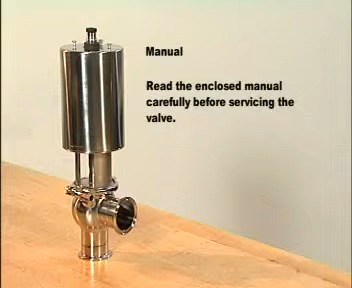 Manual
Read the enclosed manual
carefully before servicing the
valve.